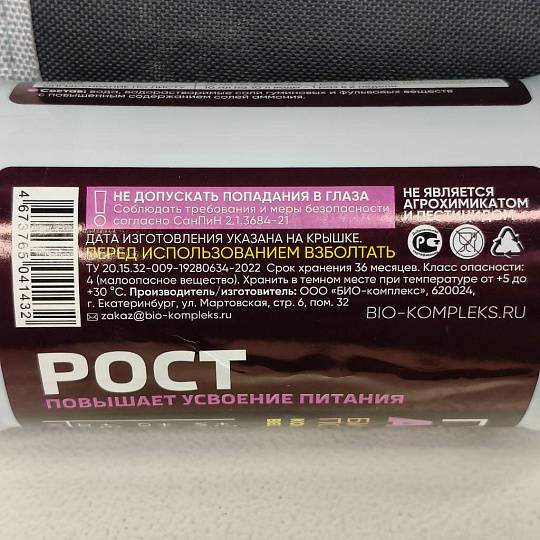 Состав: вода, водорастворимые соли гуминовых и фульвовых веществ
с повышенным содержанием солей аммония.
НЕ ДОПУСКАТЬ ПОПАДАНИЯ В ГЛАЗА
Соблюдать требования и меры безопасности
согласно СанПиН 2.1.3684-21
НЕ ЯВЛЯЕТСЯ
АГРОХИМИКАТОМ
И ПЕСТИЦИДОМ
ДАТА ИЗГОТОВЛЕНИЯ УКАЗАНА НА КРЫШКЕ.
ПЕРЕД ИСПОЛЬЗОВАНИЕМ ВЗБОЛТАТЬ
ТУ 20.15.32-009-19280634-2022 Срок хранения 36 месяцев. Класс опасности:
4 (малоопасное вещество). Хранить в темном месте при температуре от +5 до
+30 °С. Производитель/изготовитель: ООО «БИО-комплекс», 620024,
г. Екатеринбург, ул. Мартовская, стр. 6, пом. 32
zakaz@bio-kompleks.ru
BIO-KOMPLEKS.RU
4 673765 041432
РОСТ
ПОВЫШАЕТ УСВОЕНИЕ ПИТАНИЯ